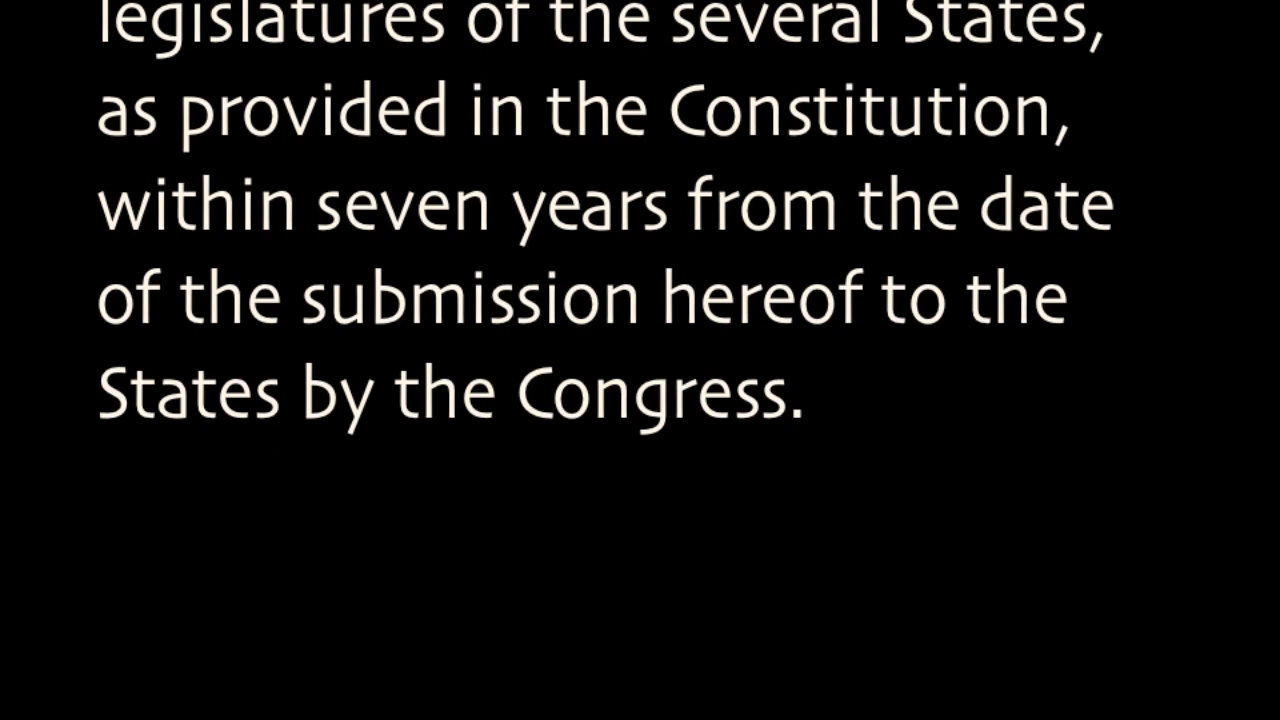 legislatures of the several States,
as provided in the Constitution,
within seven years from the date
of the submission hereof to the
States by the Congress.